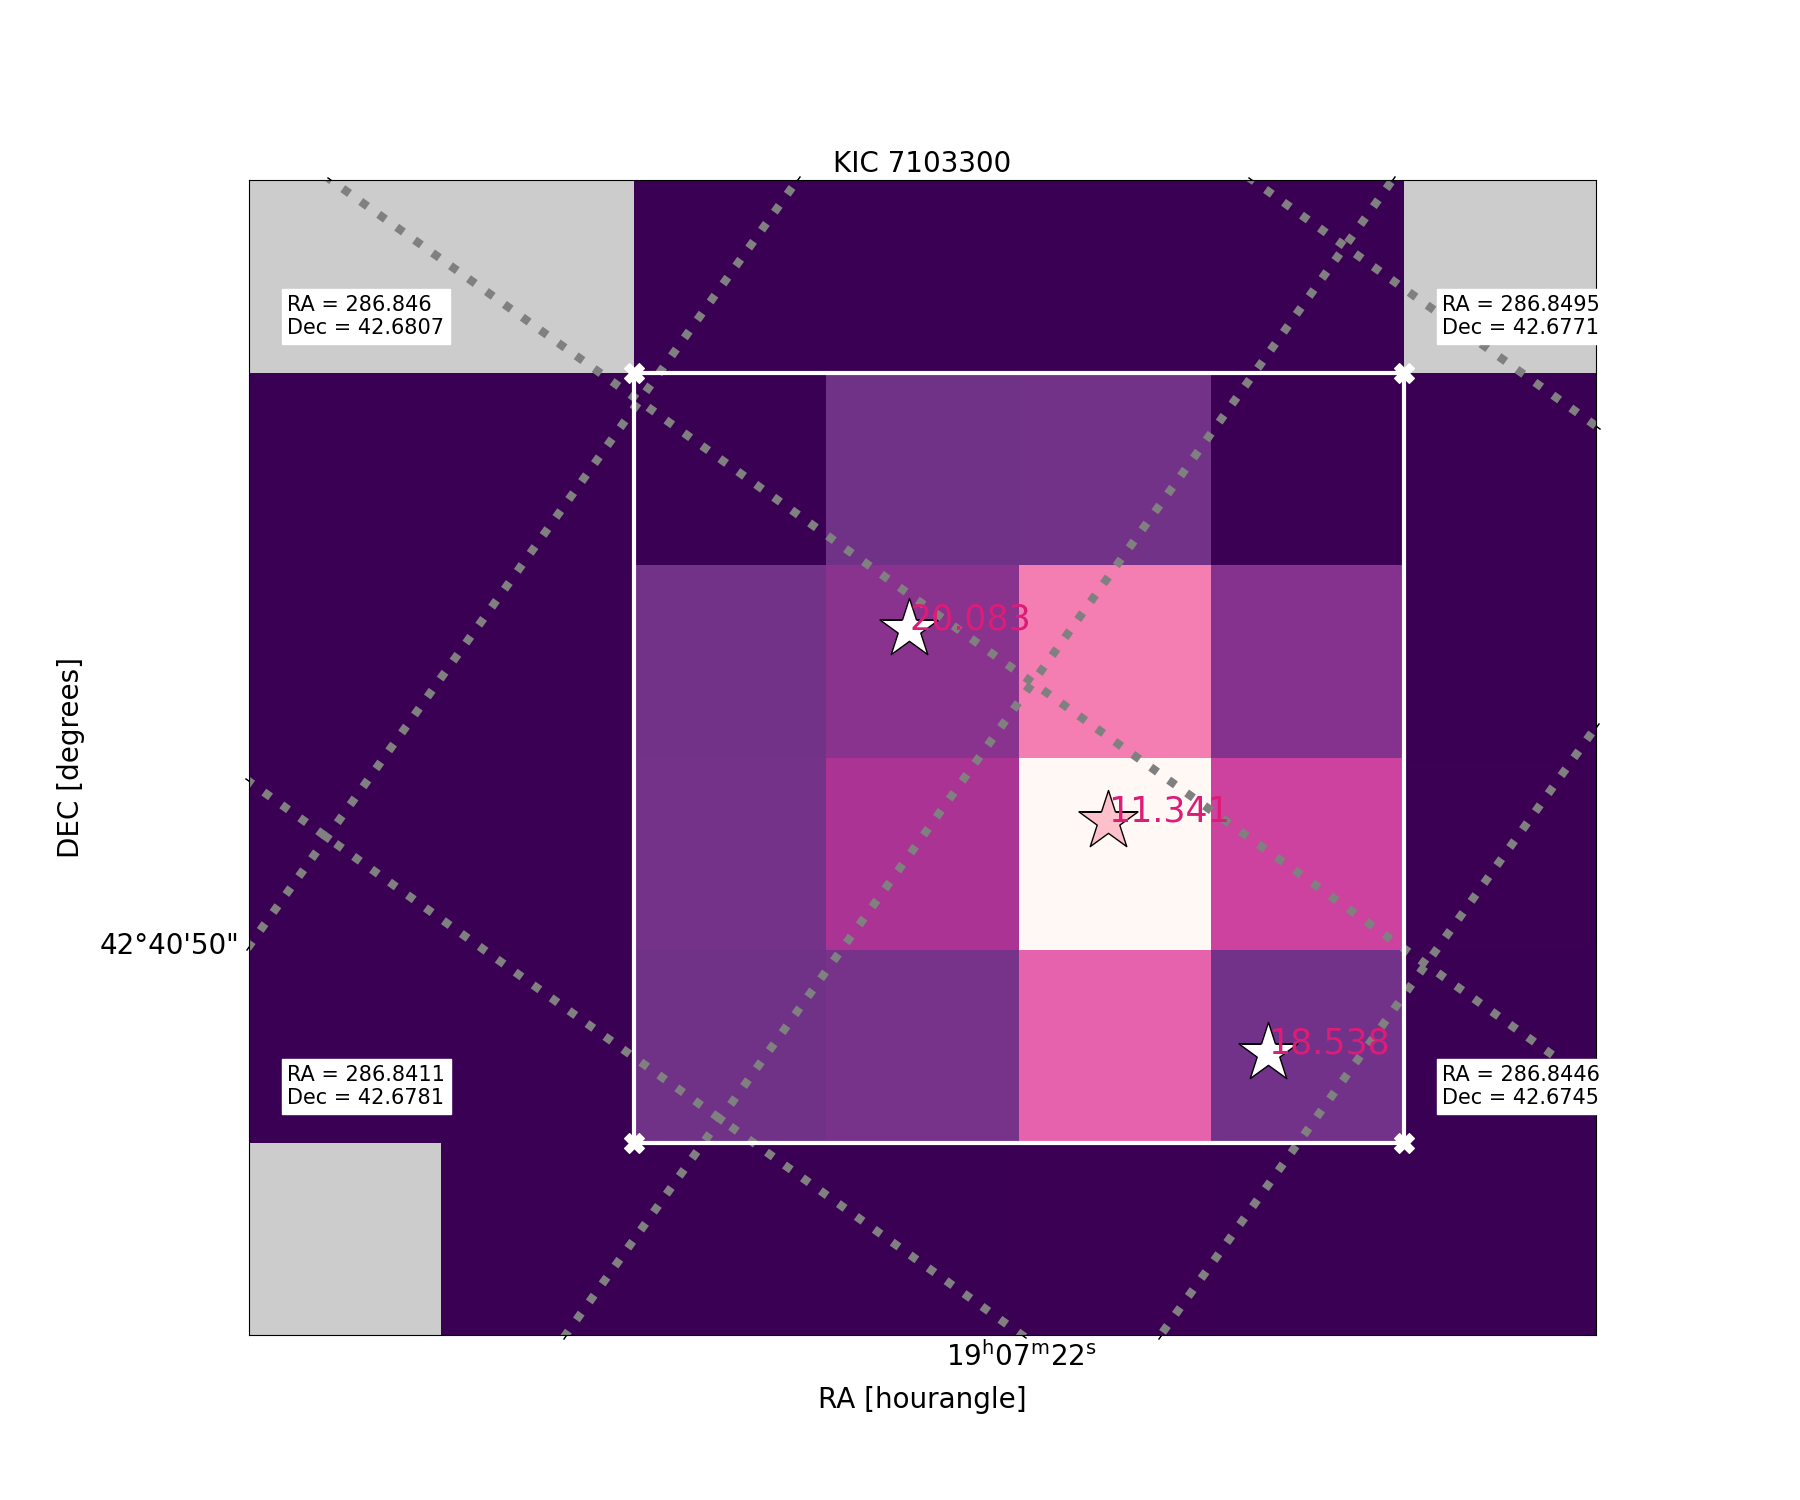 KIC 7103300
RA = 286.846
Dec = 42.6807
RA = 286.8495
Dec = 42.6771
20.083
11.341
DEC [degrees]
42°40'50"
18.538
RA = 286.8411
Dec = 42.6781
RA = 286.8446
Dec = 42.6745
19ʰ07ᵐ22ˢ
RA [hourangle]